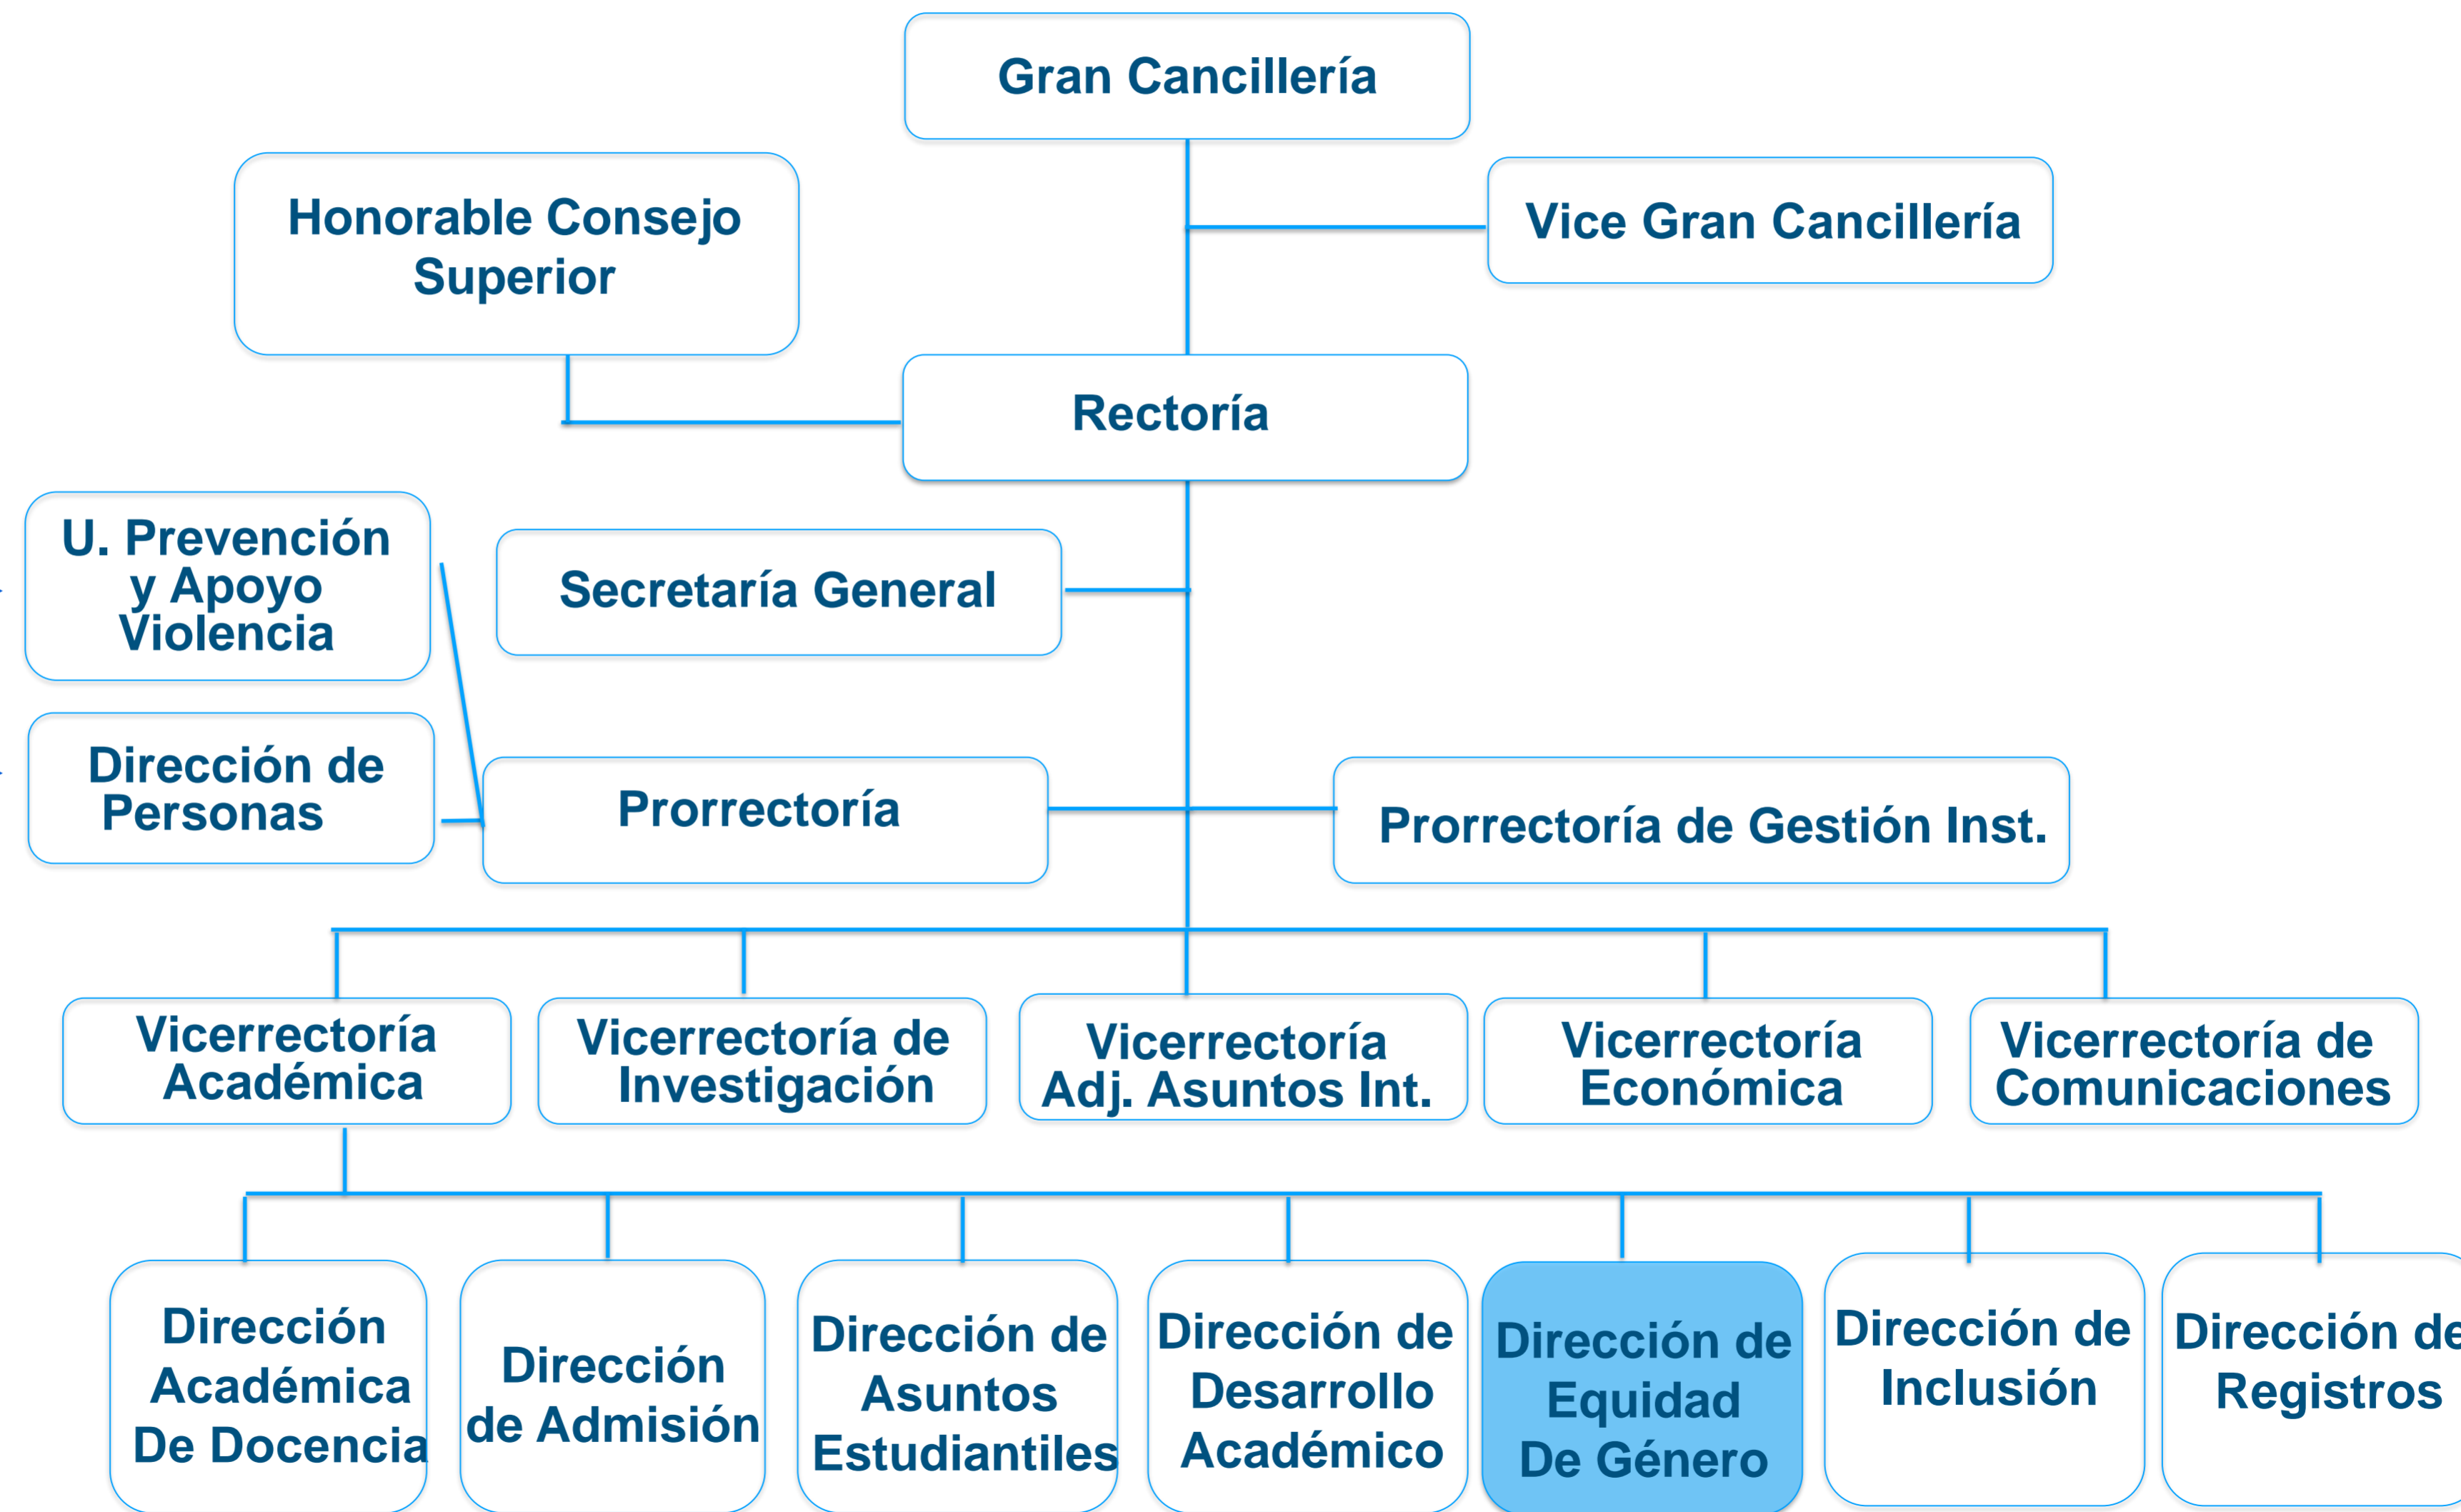 Gran Cancillería
Honorable Consejo
Superior
Vice Gran Cancillería
Rectoría
U. Prevención
y Apoyo
Violencia
Secretaría General
Dirección de
Personas
Prorrectoría
Prorrectoría de Gestión Inst.
Vicerrectoría
Académica
Vicerrectoría de
Investigación
Vicerrectoría
Adj. Asuntos Int.
Vicerrectoría
Económica
Vicerrectoría de
Comunicaciones
Dirección
Académica
De Docencia
Dirección
de Admisión
Dirección de
Asuntos
Estudiantiles
Dirección de
Desarrollo
Académico
Dirección de
Equidad
De Género
Dirección de
Inclusión
Dirección de
Registros